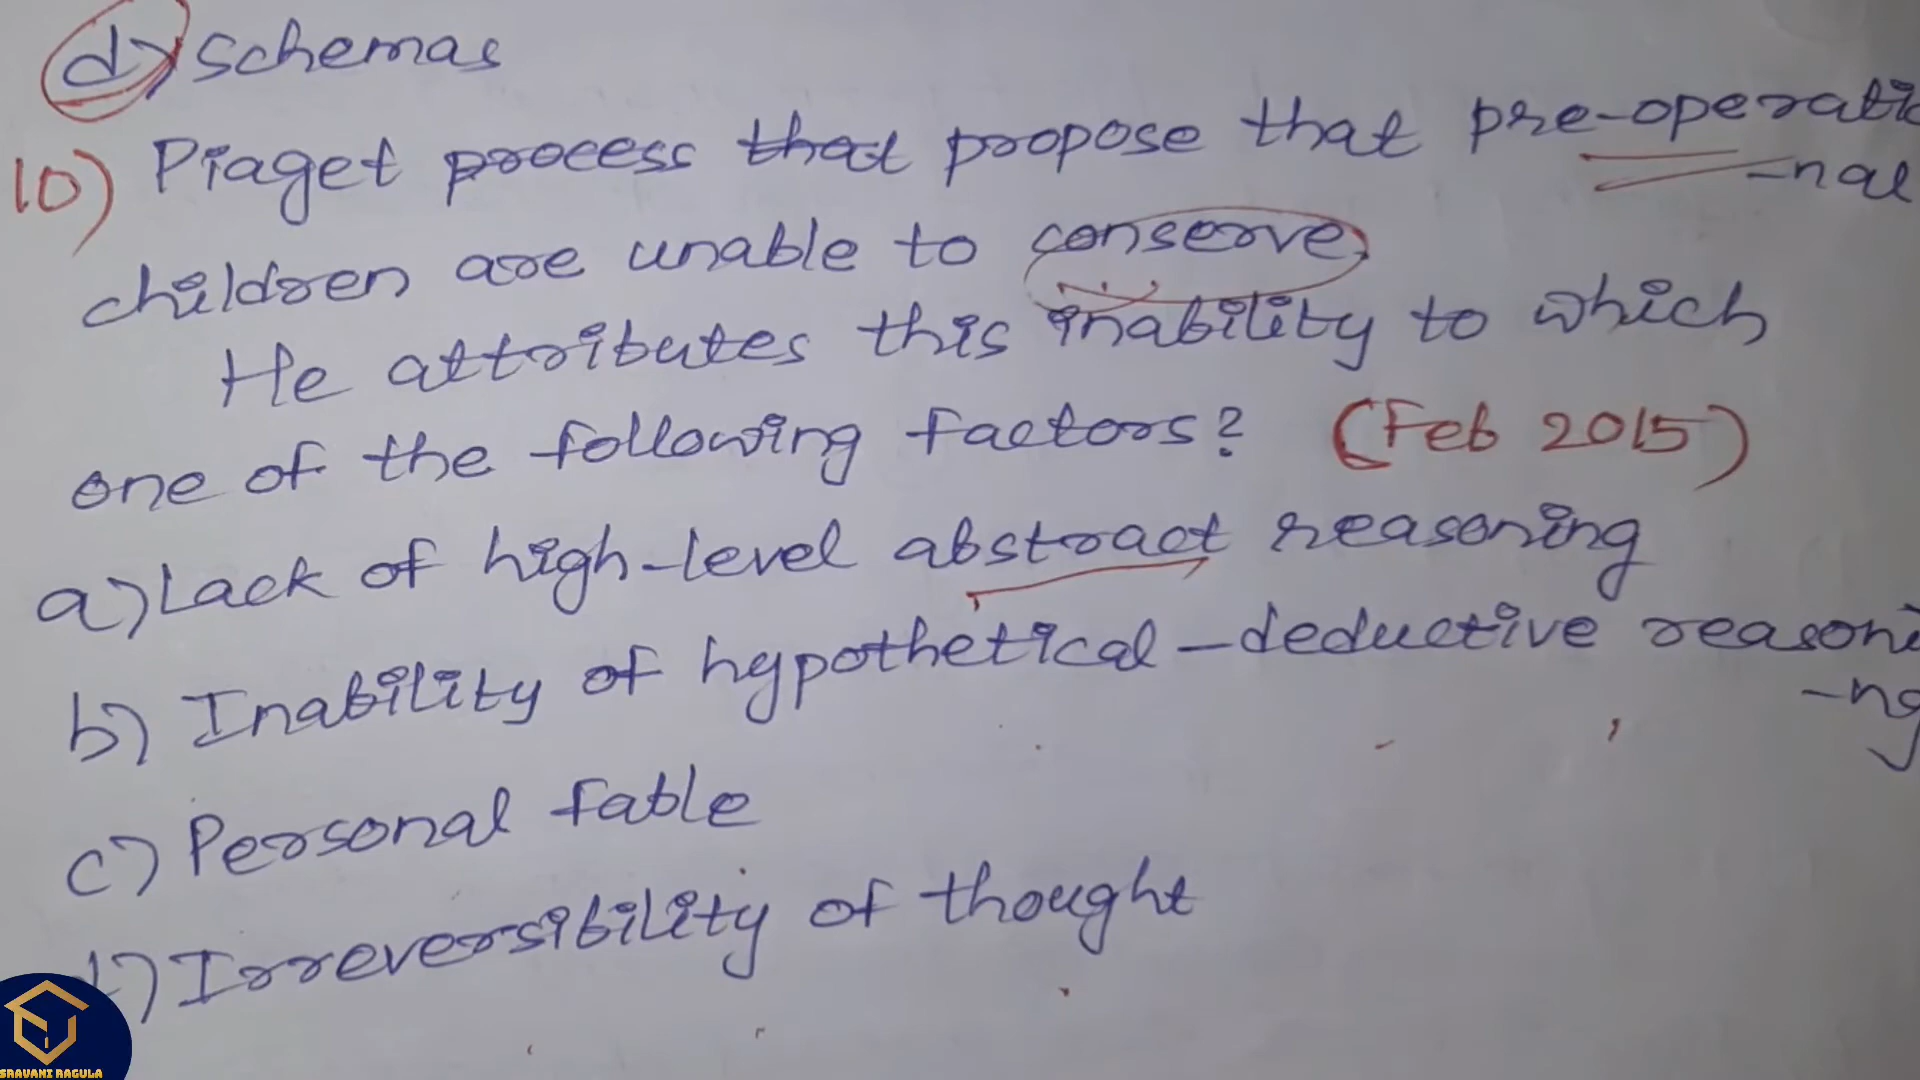 d) schemas
10) Piaget process that propose that pre-operatio
-nal
children are unable to conserve,
He attributes this inability to which
one of the following factors? (Feb 2015)
a) Lack of high-level abstract reasoning
b) Inability of hypothetical-deductive reasoni
-ng
c) Personal fable
d) Irreversibility of thought
SRAVANI RAGULA